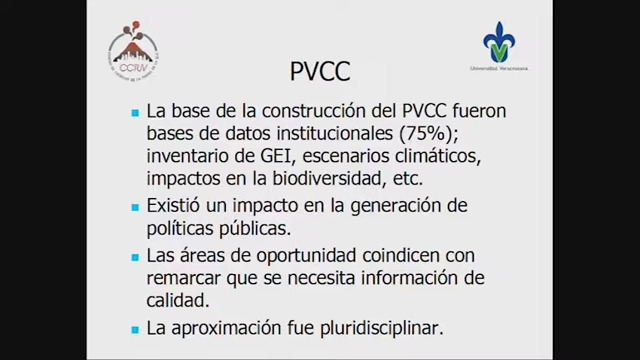 CCTUV
Universidad Veracruzana
PVCC
La base de la construcción del PVCC fueron
bases de datos institucionales (75%);
inventario de GEI, escenarios climáticos,
impactos en la biodiversidad, etc.
Existió un impacto en la generación de
políticas públicas.
Las áreas de oportunidad coindicen con
remarcar que se necesita información de
calidad.
La aproximación fue pluridisciplinar.